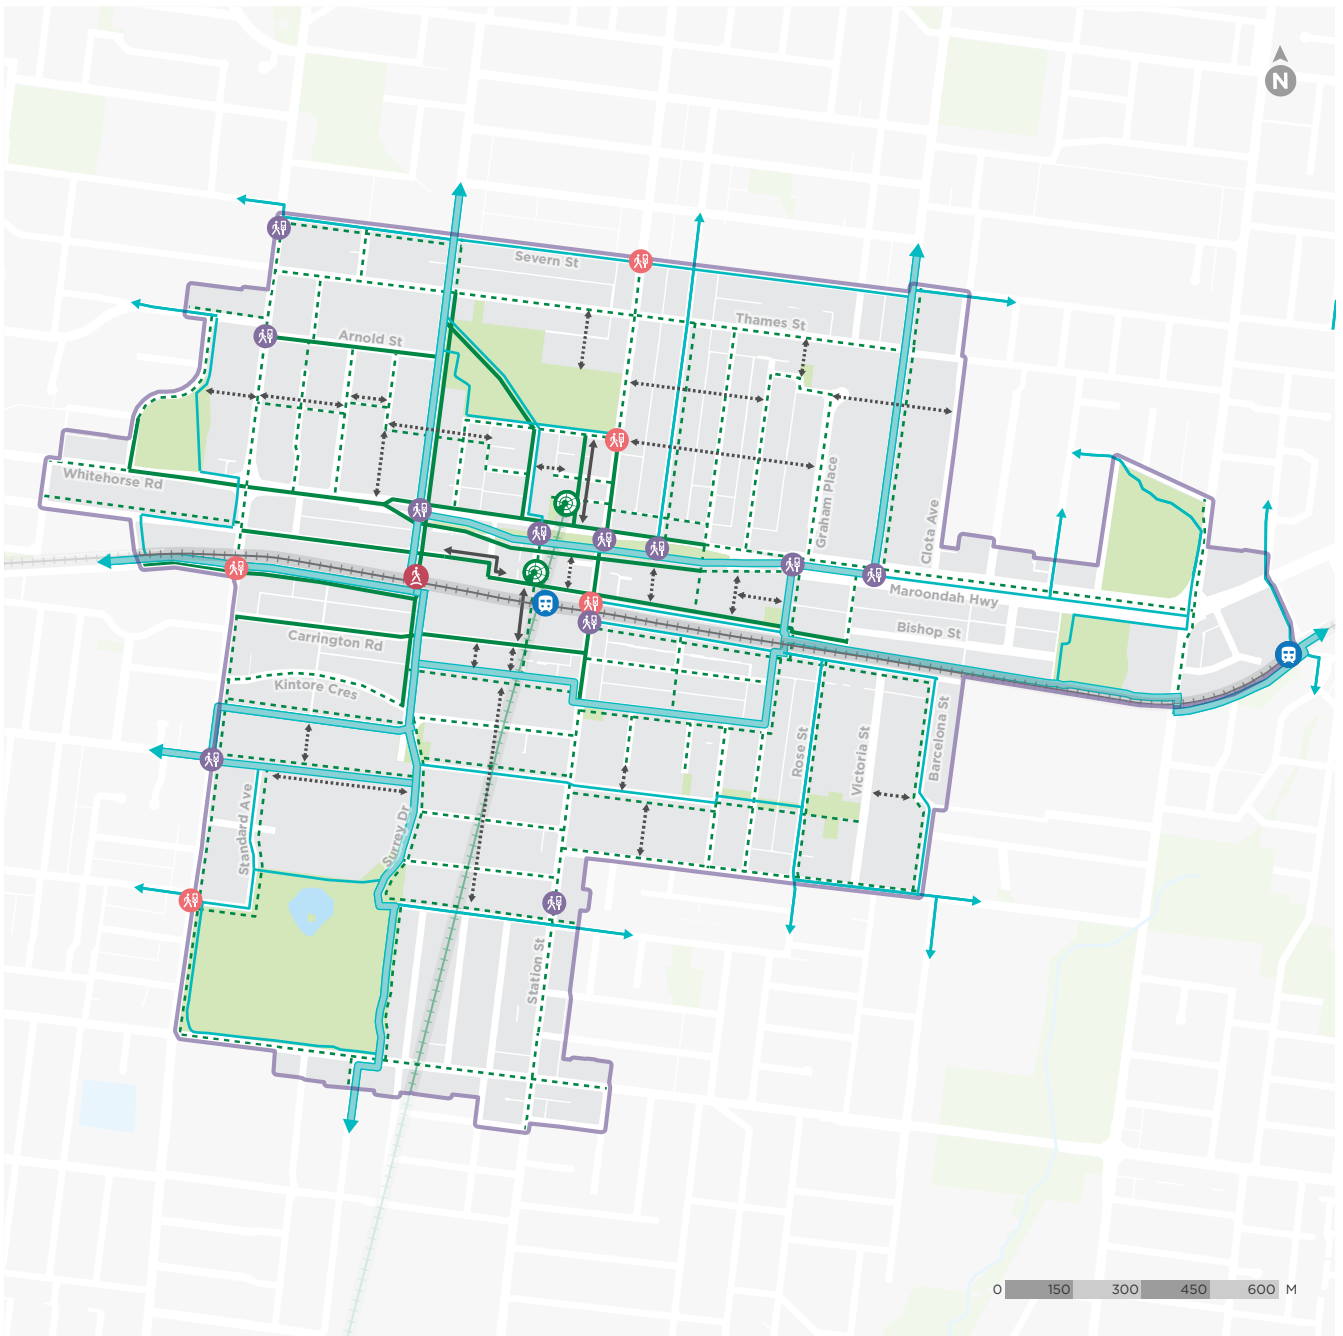 N
Severn St
Thames St
Arnold St
Whitehorse Rd
Graham Place
Clota Ave
Maroondah Hwy
Bishop St
Carrington Rd
Kintore Cres
Rose St
Victoria St
Barcelona St
Standard Ave
Surrey Dr
Station St
0 150 300 450 600 M